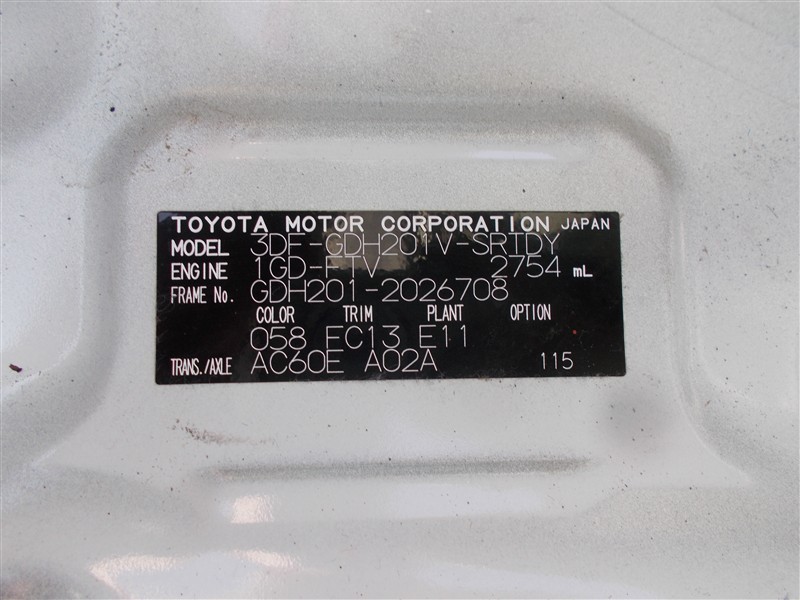 TOYOTA MOTOR CORPORATION JAPAN
MODEL 3DF-GDH201V-SRTDY
ENGINE 1GD-FTV 2754 mL
FRAME No. GDH201-2026708
COLOR TRIM PLANT OPTION
058 FC13 E11
TRANS./AXLE AC60E A02A 115